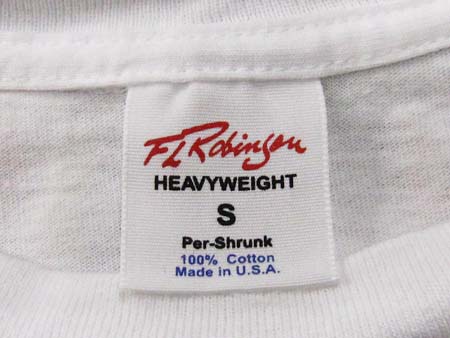 FL Robinson
HEAVYWEIGHT
S
Per-Shrunk
100% Cotton
Made in U.S.A.